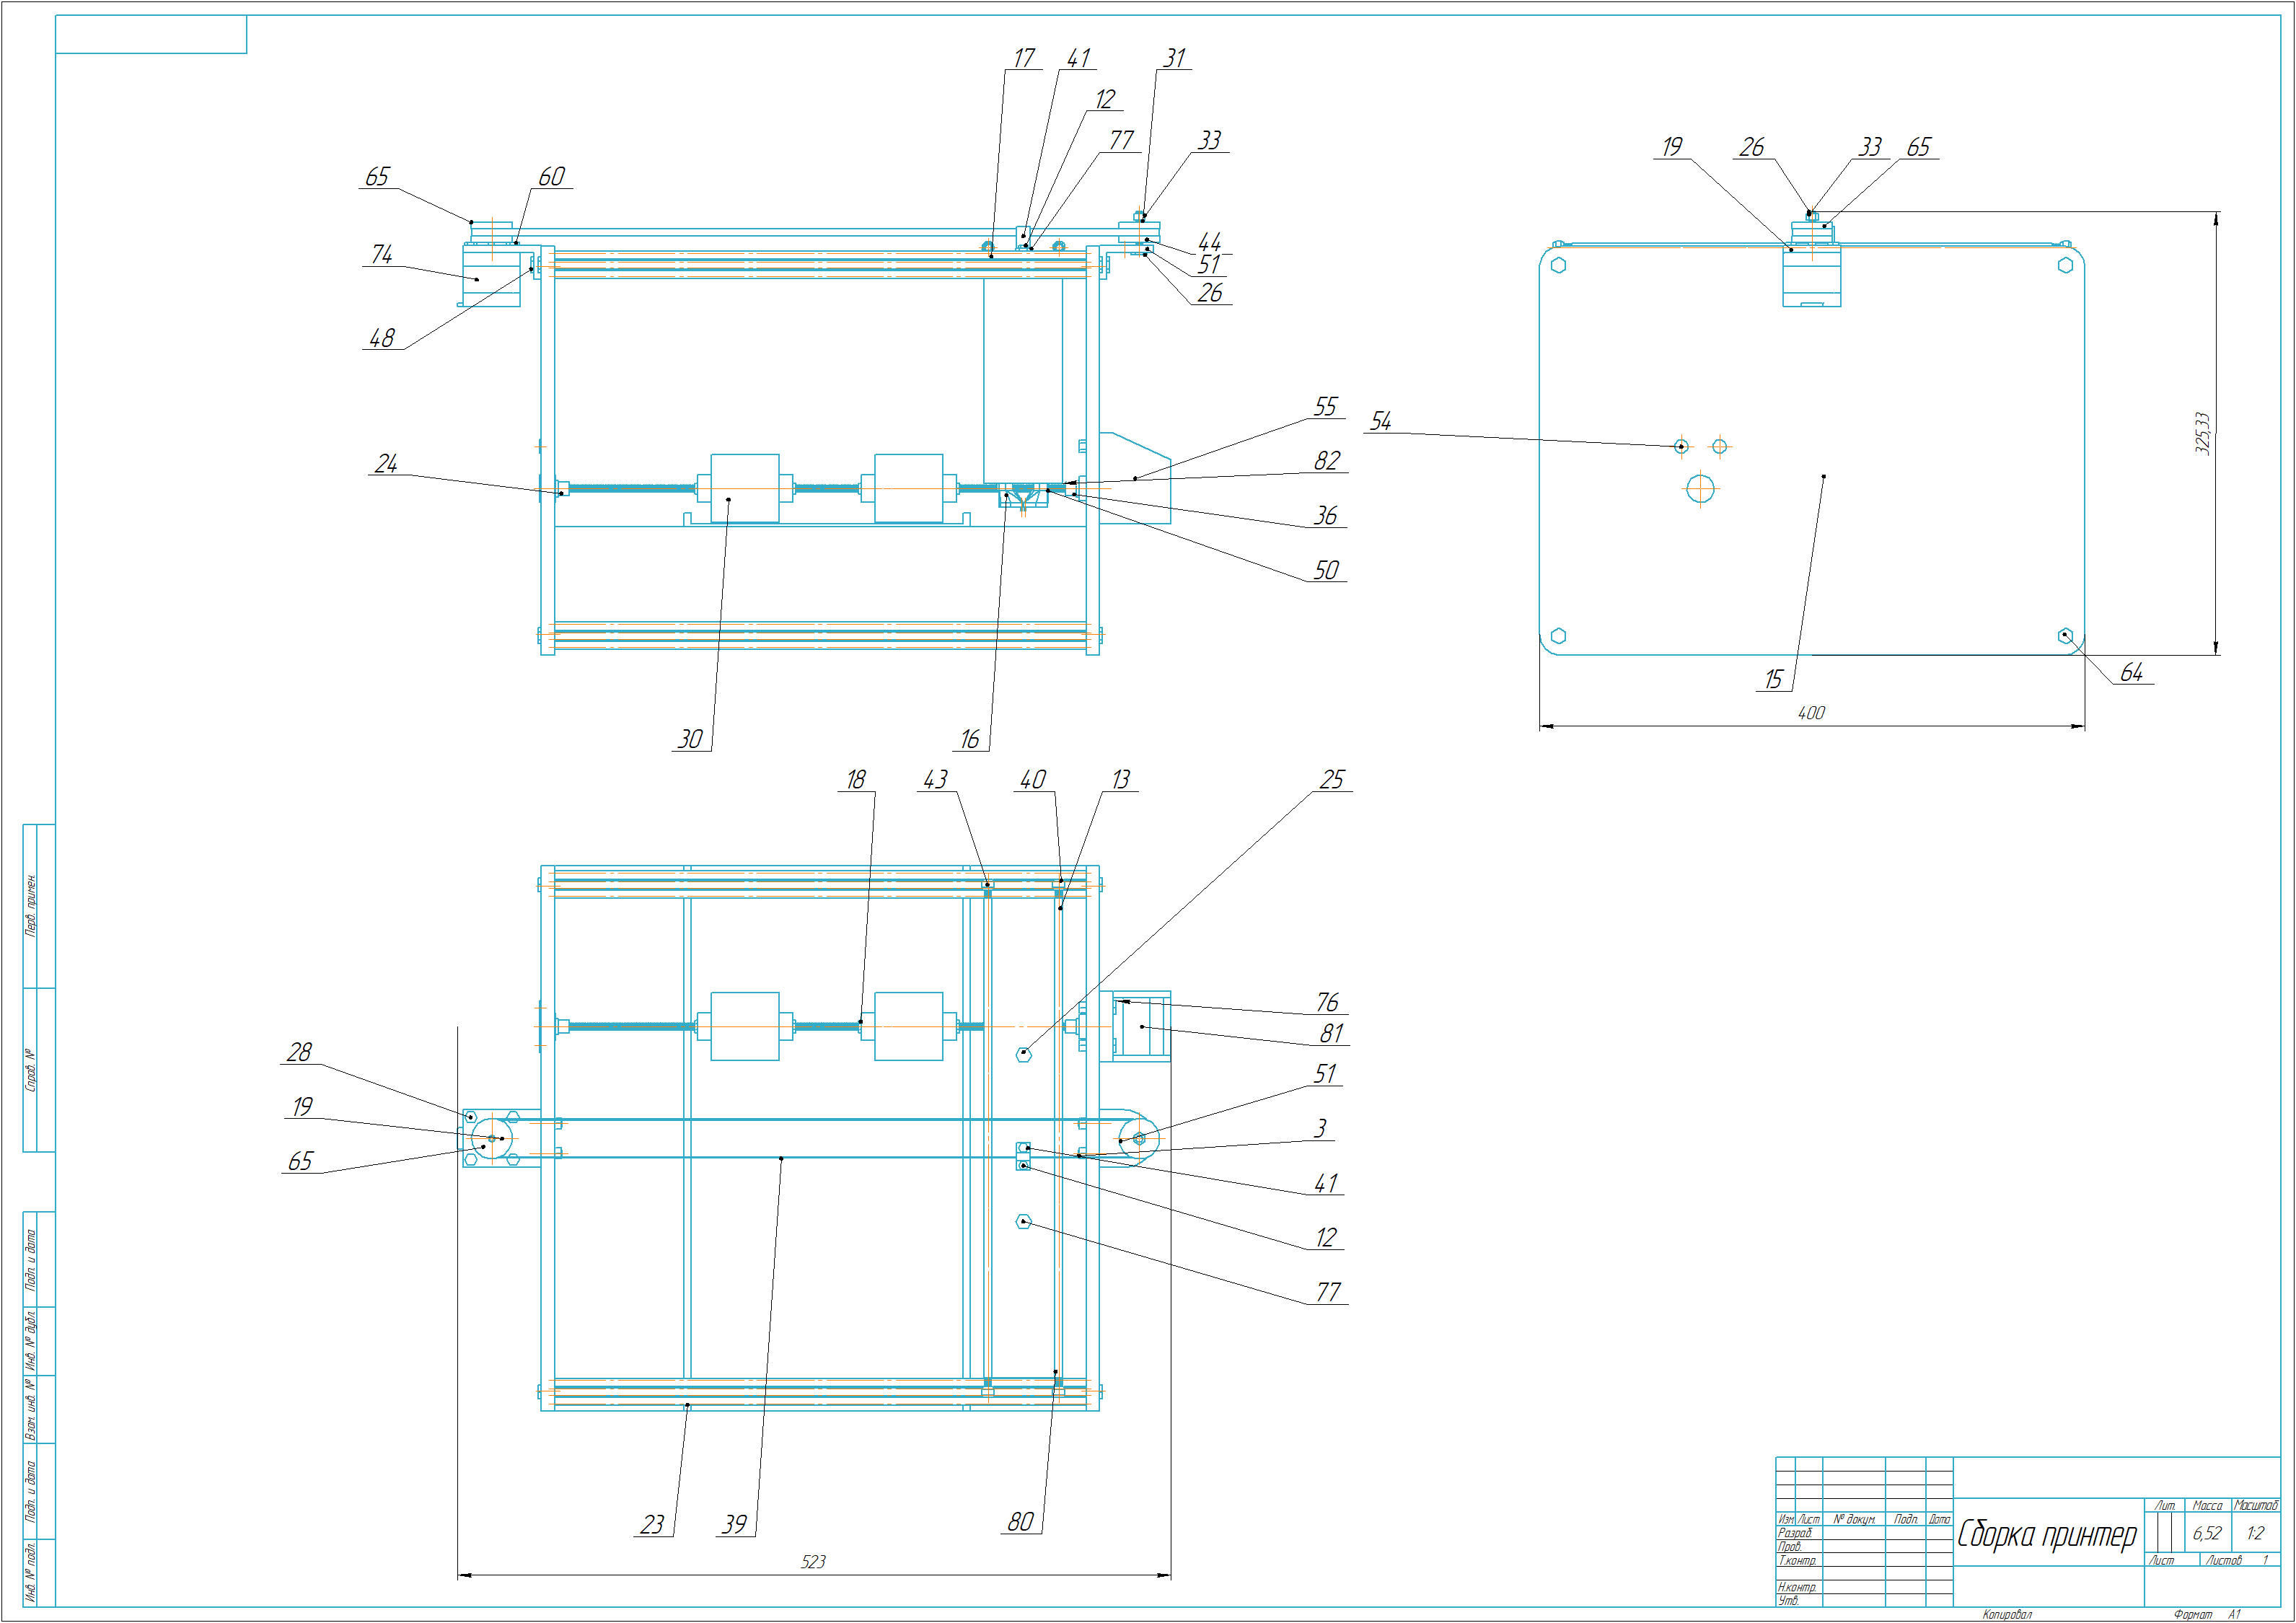 17 41 31
12
77 33
65 60
74
48
44
51
26
55
24 82
36
50
30 16
19 26 33 65
54
325,33
15 64
400
18 43 40 13 25
76
81
28 51
19 3
65 41
12
77
23 39 80
523
Перв. примен.
Справ. №
Подп. и дата
Инв. № дубл.
Взам. инв. №
Подп. и дата
Инв. № подл.
Лит. Масса Масштаб
Изм Лист № докум. Подп. Дата
Разраб.
Пров.
Т.контр.
Н.контр.
Утв.
Сборка принтер
6,52 1:2
Лист Листов 1
Копировал Формат А1